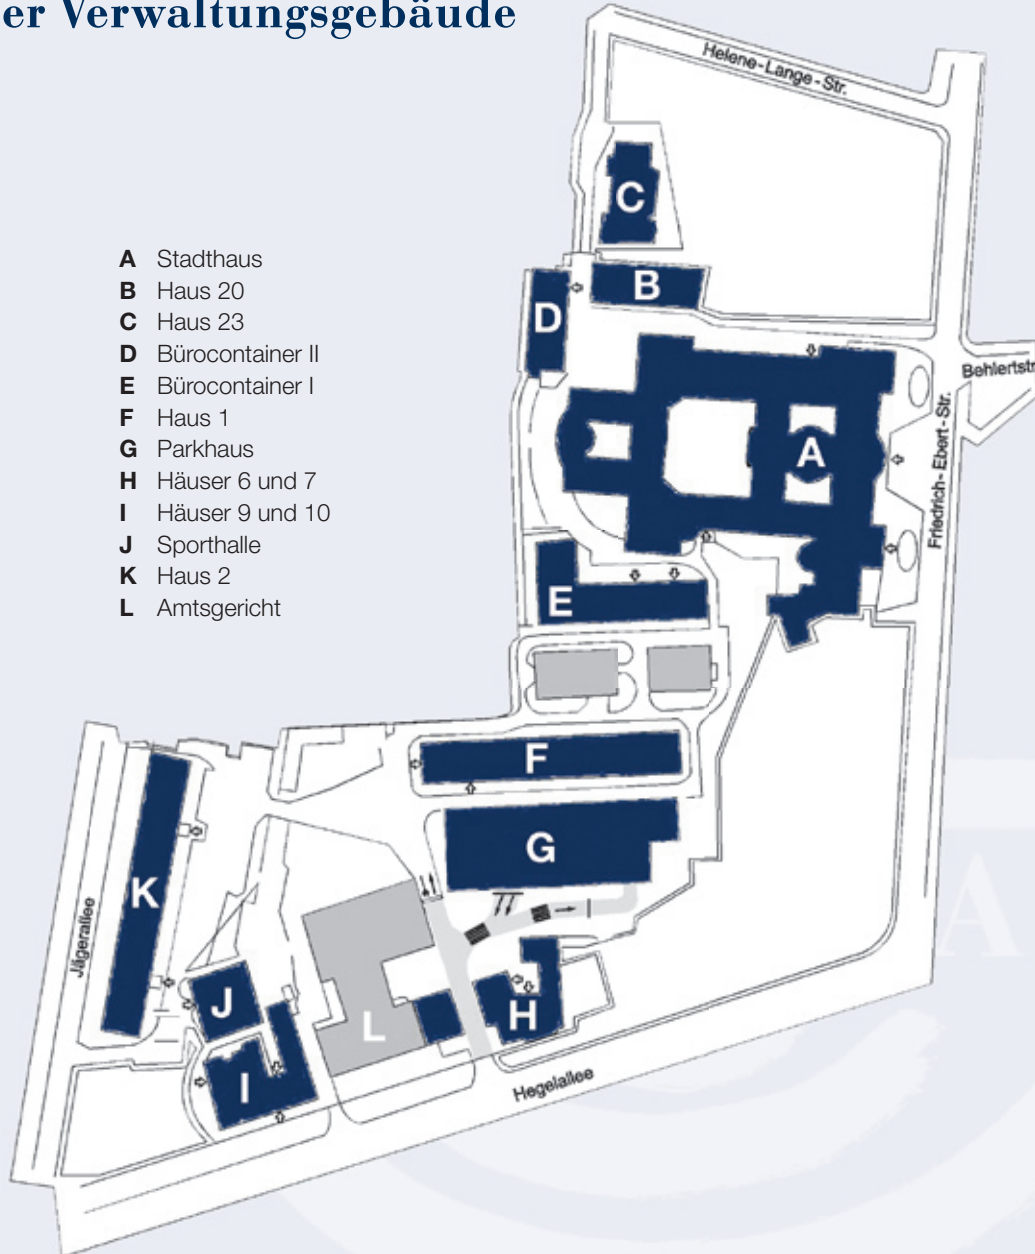 er Verwaltungsgebäude
Helene-Lange-Str.
C
A Stadthaus
B Haus 20
C Haus 23
D Bürocontainer II
E Bürocontainer I
F Haus 1
G Parkhaus
H Häuser 6 und 7
I Häuser 9 und 10
J Sporthalle
K Haus 2
L Amtsgericht
B
D
Behlertstr
A
Friedrich-Ebert-Str.
E
F
G
K
Jägerallee
A
J
H
L
I
Hegelallee